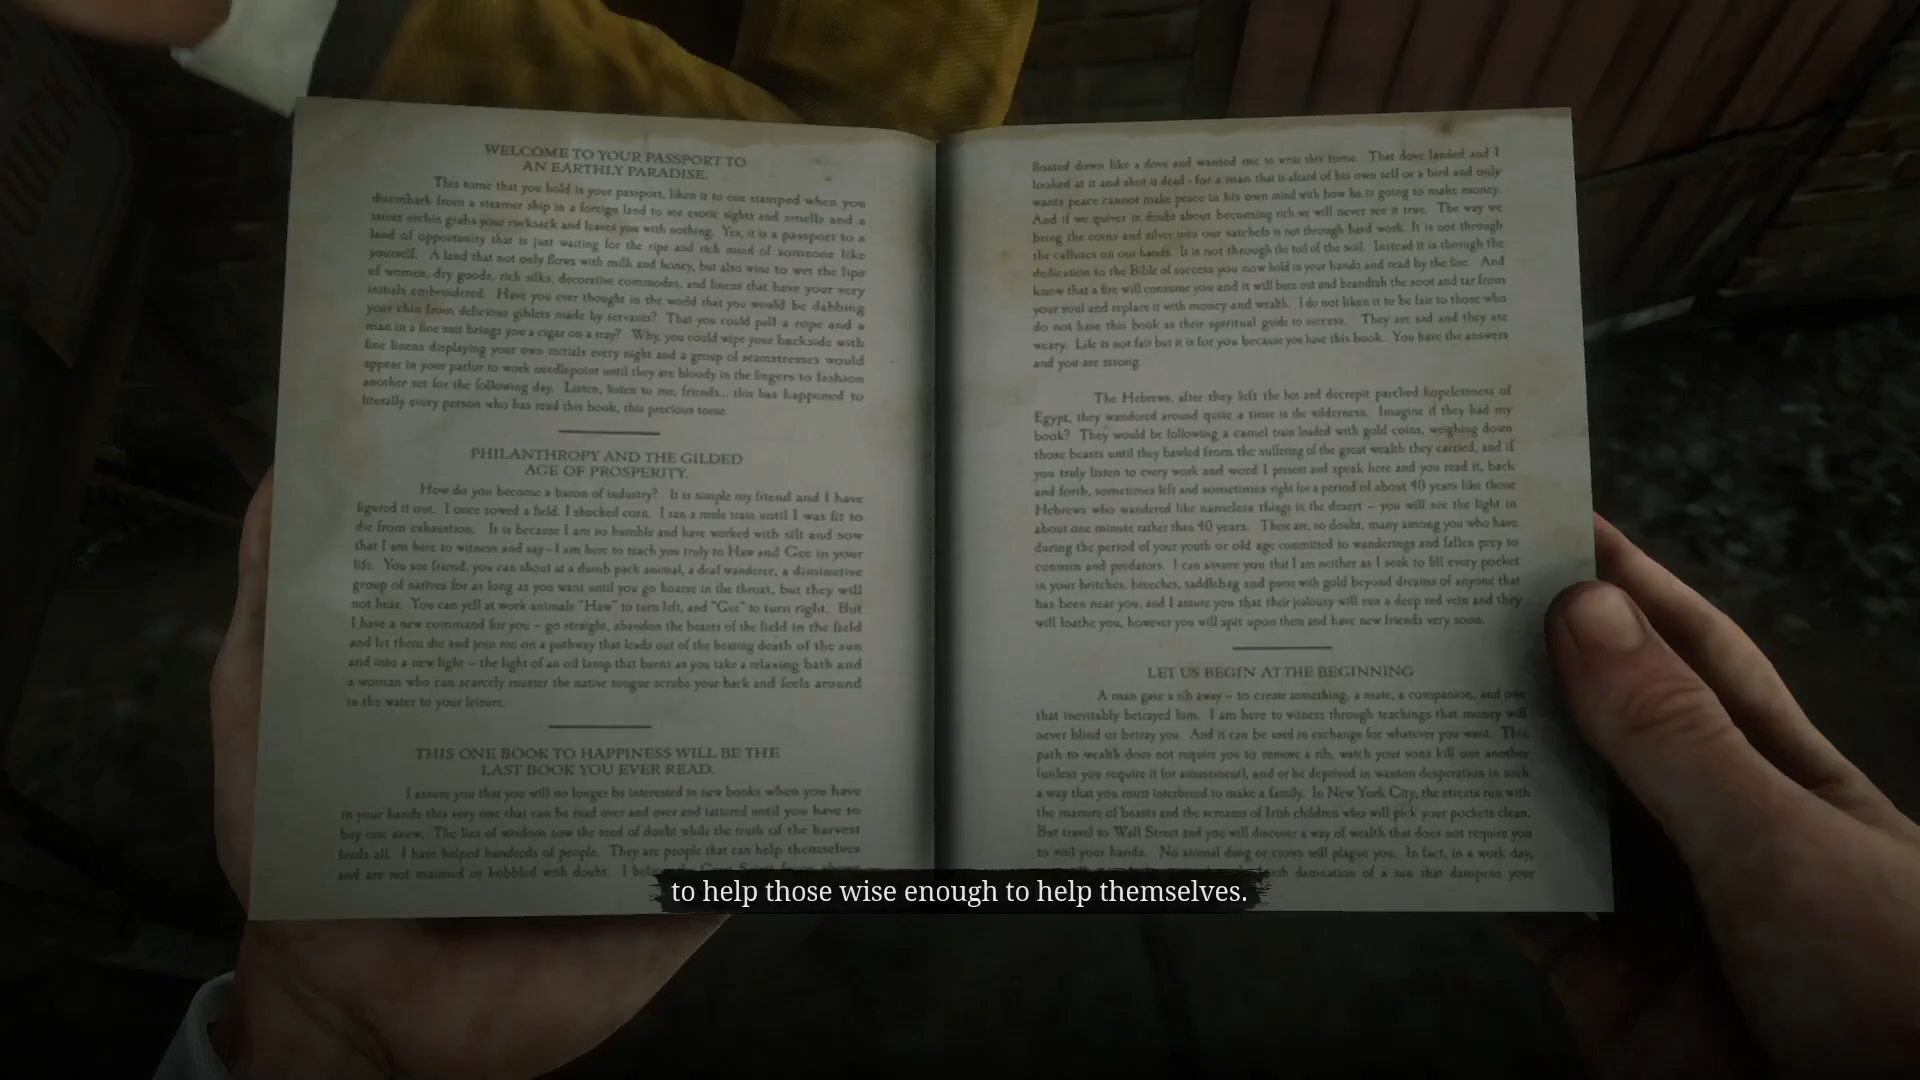 WELCOME TO YOUR PASSPORT TO
AN EARTHLY PARADISE.
This tome that you hold is your passport, liken it to one stamped when you
disembark from a steamer ship in a foreign land to see exotic sights and smells and a
street urchin grabs your rucksack and leaves you with nothing. Yes, it is a passport to a
land of opportunity that is just waiting for the ripe and rich mind of someone like
yourself. A land that not only flows with milk and honey, but also wine to wet the lips
of women, dry goods, rich silks, decorative commodes, and linens that have your very
initials embroidered. Have you ever thought in the world that you would be dabbing
your chin from delicious giblets made by servants? That you could pull a rope and a
man in a fine suit brings you a cigar on a tray? Why, you could wipe your backside with
fine linens displaying your own initials every night and a group of seamstresses would
appear in your parlor to work needlepoint until they are bloody in the fingers to fashion
another set for the following day. Listen, listen to me, friends... this has happened to
literally every person who has read this book, this precious tome.
PHILANTHROPY AND THE GILDED
AGE OF PROSPERITY.
How do you become a baron of industry? It is simple my friend and I have
figured it out. I once rowed a field. I shucked corn. I ran a mule train until I was fit to
die from exhaustion. It is because I am so humble and have worked with silt and sow
that I am here to witness and say - I am here to teach you truly to Haw and Gee in your
life. You see friend, you can shout at a dumb pack animal, a deaf wanderer, a diminutive
group of natives for as long as you want until you go hoarse in the throat, but they will
not hear. You can yell at work animals "Haw" to turn left, and "Gee" to turn right. But
I have a new command for you – go straight, abandon the beasts of the field in the field
and let them die and join me on a pathway that leads out of the beating death of the sun
and into a new light – the light of an oil lamp that burns as you take a relaxing bath and
a woman who can scarcely muster the native tongue scrubs your back and feels around
in the water to your leisure.
THIS ONE BOOK TO HAPPINESS WILL BE THE
LAST BOOK YOU EVER READ.
I assure you that you will no longer be interested in new books when you have
in your hands this very one that can be read over and over and tattered until you have to
buy one anew. The lies of wisdom sow the seed of doubt while the truth of the harvest
feeds all. I have helped hundreds of people. They are people that can help themselves
and are not maimed or hobbled with doubt. I
floated down like a dove and wanted me to write this tome. That dove landed and I
looked at it and shot it dead - for a man that is afeard of his own self or a bird and only
wants peace cannot make peace in his own mind with how he is going to make money.
And if we quiver in doubt about becoming rich we will never see it true. The way we
bring the coins and silver into our satchels is not through hard work. It is not through
the calluses on our hands. It is not through the toil of the soil. Instead it is through the
dedication to the Bible of success you now hold in your hands and read by the fire. And
know that a fire will consume you and it will burn out and brandish the soot and tar from
your soul and replace it with money and wealth. I do not liken it to be fair to those who
do not have this book as their spiritual guide to success. They are sad and they are
weary. Life is not fair but it is for you because you have this book. You have the answers
and you are strong.
The Hebrews, after they left the hot and decrepit parched hopelessness of
Egypt, they wandered around quite a time in the wilderness. Imagine if they had my
book? They would be following a camel train loaded with gold coins, weighing down
those beasts until they bawled from the suffering of the great wealth they carried, and if
you truly listen to every work and word I present and speak here and you read it, back
and forth, sometimes left and sometimes right for a period of about 40 years like those
Hebrews who wandered like nameless things in the desert – you will see the light in
about one minute rather than 40 years. There are, no doubt, many among you who have
during the period of your youth or old age committed to wanderings and fallen prey to
conmen and predators. I can assure you that I am neither as I seek to fill every pocket
in your britches, breeches, saddlebag and purse with gold beyond dreams of anyone that
has been near you, and I assure you that their jealousy will run a deep red vein and they
will loathe you, however you will spit upon them and have new friends very soon.
LET US BEGIN AT THE BEGINNING
A man gave a rib away – to create something, a mate, a companion, and one
that inevitably betrayed him. I am here to witness through teachings that money will
never blind or betray you. And it can be used in exchange for whatever you want. This
path to wealth does not require you to remove a rib, watch your sons kill one another
(unless you require it for amusement), and or be deprived in wanton desperation in such
a way that you must interbreed to make a family. In New York City, the streets run with
the manure of beasts and the screams of Irish children who will pick your pockets clean.
But travel to Wall Street and you will discover a way of wealth that does not require you
to soil your hands. No animal dung or crows will plague you. In fact, in a work day,
damnation of a sun that dampens your
to help those wise enough to help themselves.